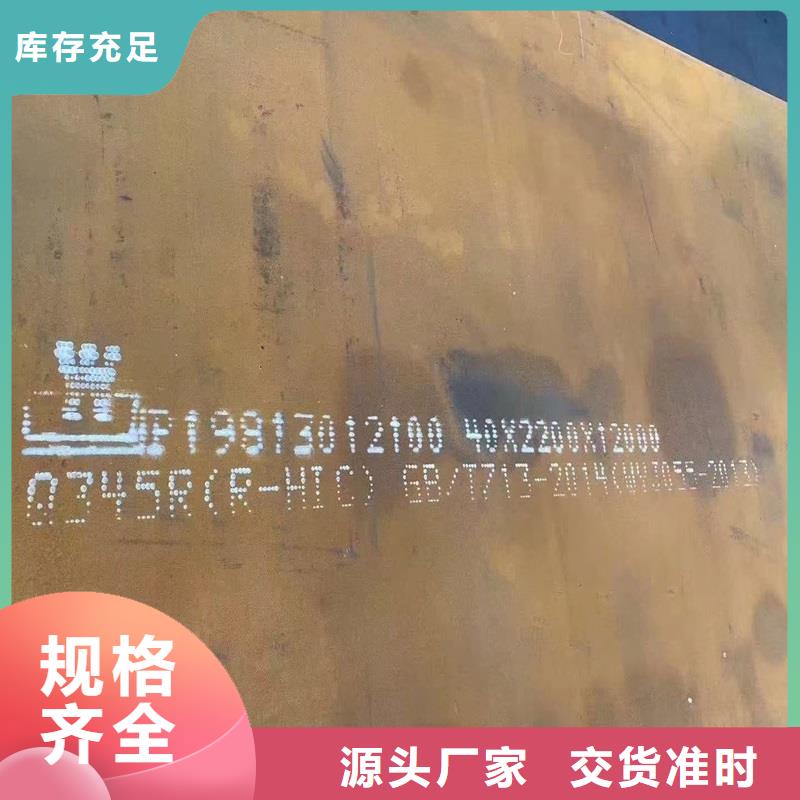 库存充足
P19913012100 40X2200X12000
Q345R(R-HIC) GB/T713-2014
规格
齐全
源头厂家 交货准时